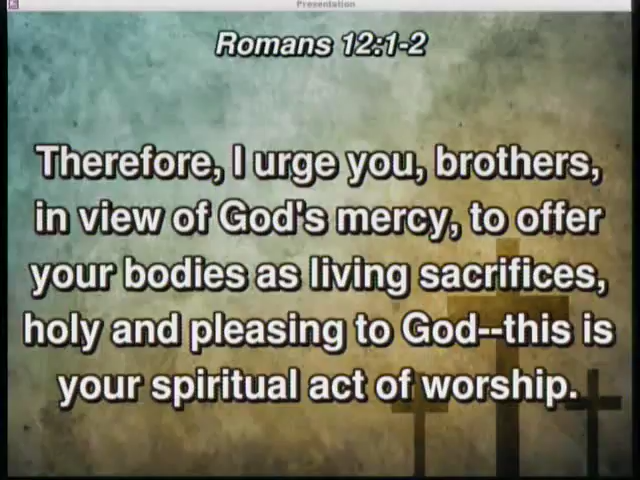 Presentation
Romans 12:1-2
Therefore, I urge you, brothers,
in view of God's mercy, to offer
your bodies as living sacrifices,
holy and pleasing to God--this is
your spiritual act of worship.